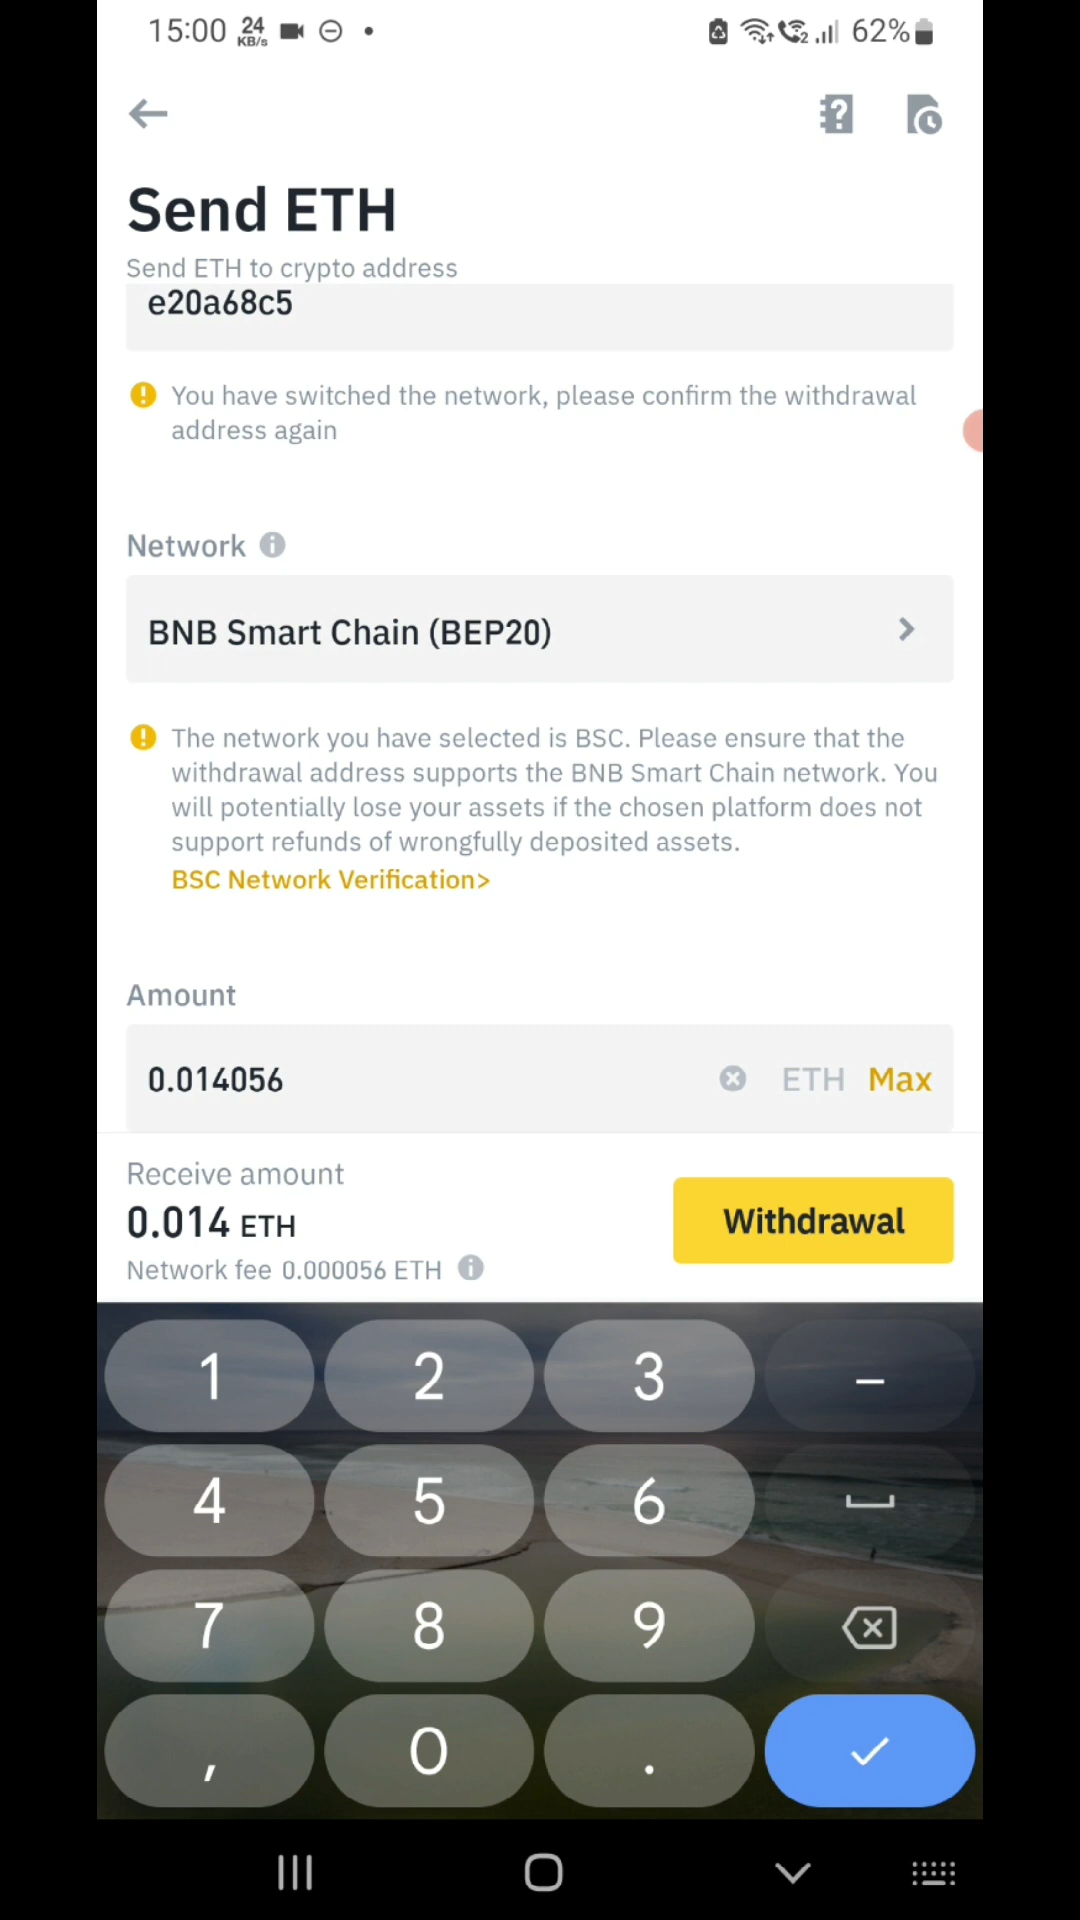 15:00 24 KB/s 62%
Send ETH
Send ETH to crypto address
e20a68c5
You have switched the network, please confirm the withdrawal
address again
Network
BNB Smart Chain (BEP20)
The network you have selected is BSC. Please ensure that the
withdrawal address supports the BNB Smart Chain network. You
will potentially lose your assets if the chosen platform does not
support refunds of wrongfully deposited assets.
BSC Network Verification>
Amount
0.014056 ETH Max
Receive amount
0.014 ETH
Withdrawal
Network fee 0.000056 ETH
1 2 3 –
4 5 6
7 8 9
, 0 .